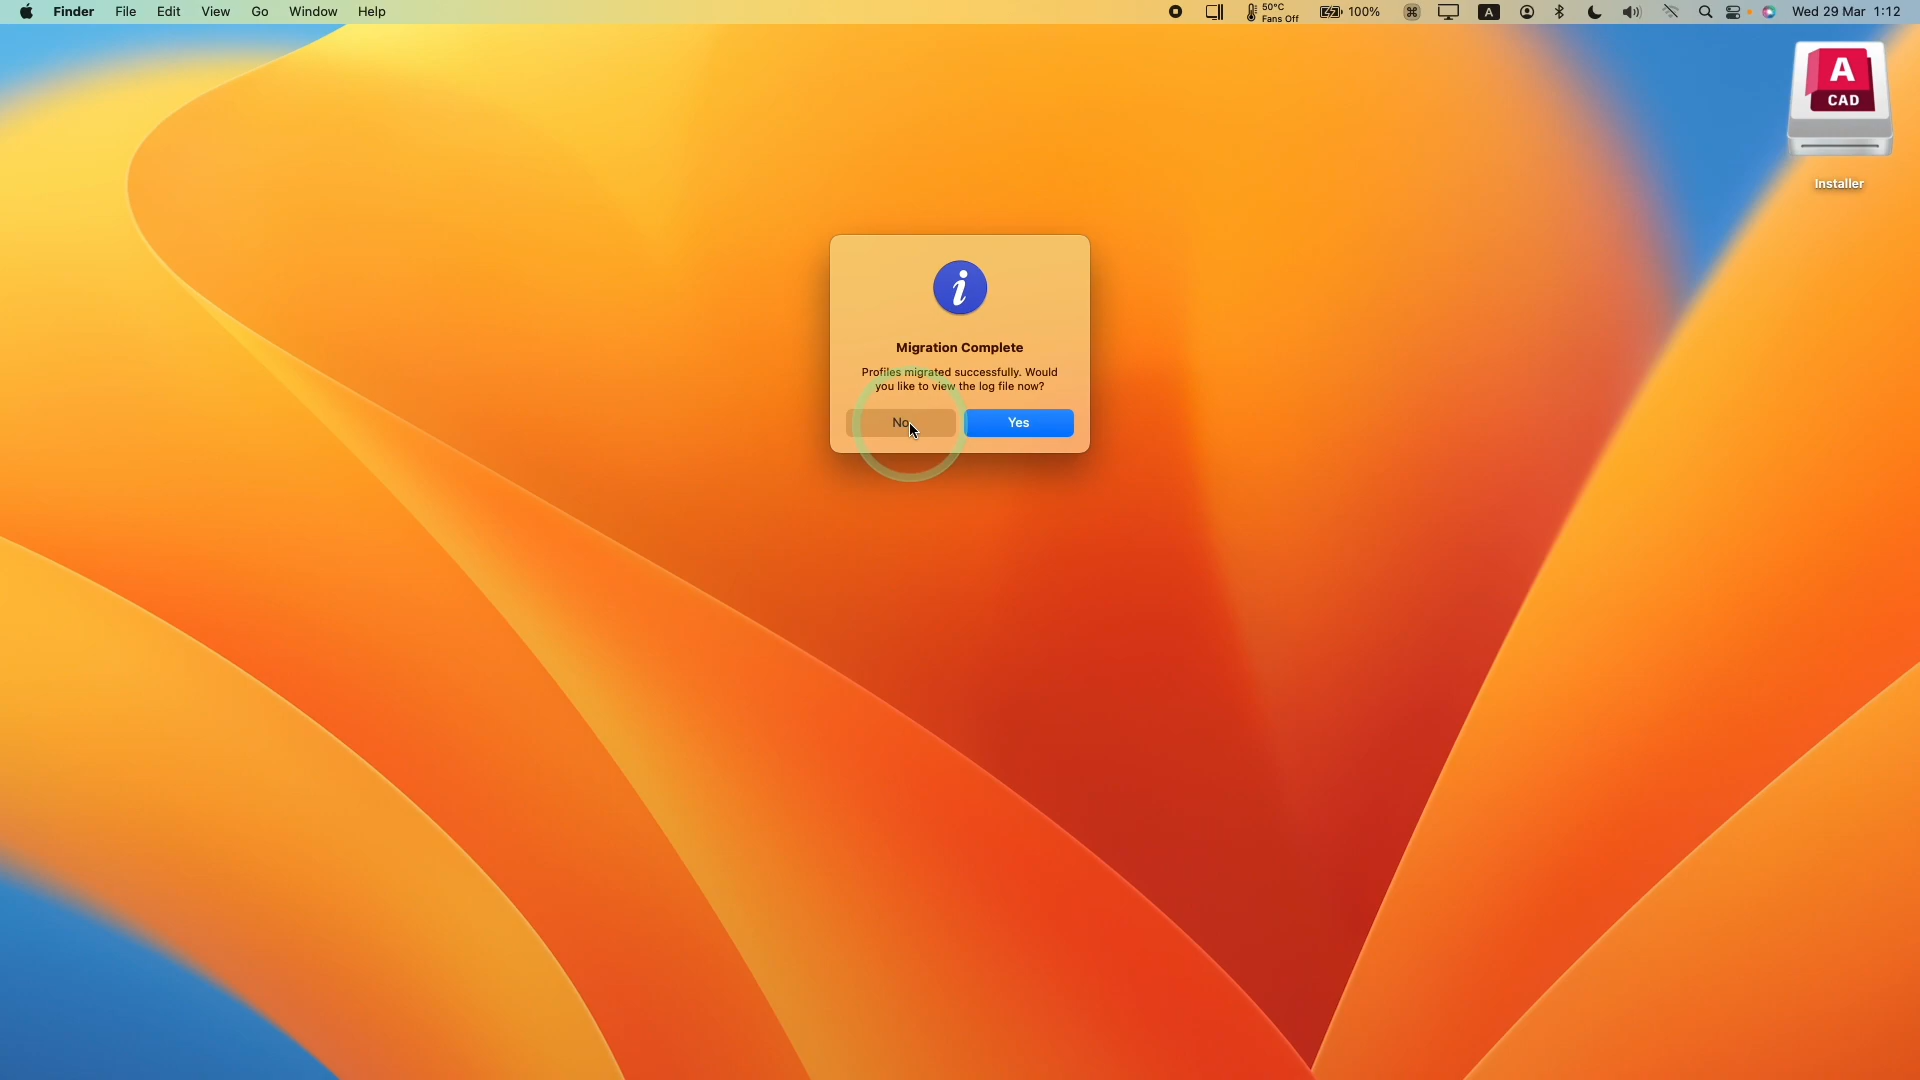 Finder File Edit View Go Window Help 50°C Fans Off 100% A Wed 29 Mar 1:12
A
CAD
Installer
Migration Complete
Profiles migrated successfully. Would
you like to view the log file now?
No Yes